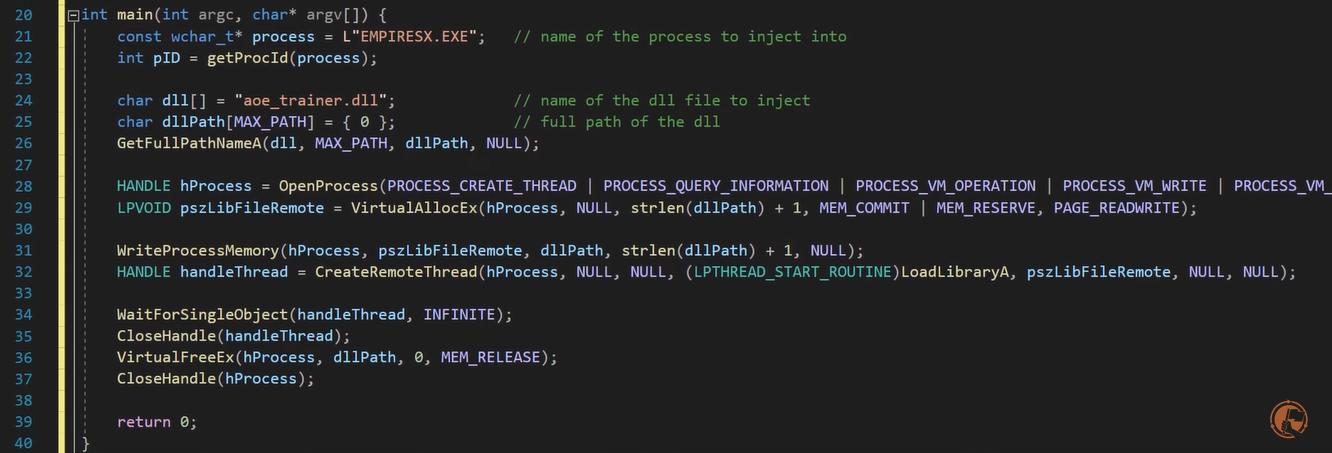 20 int main(int argc, char* argv[]) {
21 const wchar_t* process = L"EMPIRESX.EXE"; // name of the process to inject into
22 int pID = getProcId(process);
23
24 char dll[] = "aoe_trainer.dll"; // name of the dll file to inject
25 char dllPath[MAX_PATH] = { 0 }; // full path of the dll
26 GetFullPathNameA(dll, MAX_PATH, dllPath, NULL);
27
28 HANDLE hProcess = OpenProcess(PROCESS_CREATE_THREAD | PROCESS_QUERY_INFORMATION | PROCESS_VM_OPERATION | PROCESS_VM_WRITE | PROCESS_VM_
29 LPVOID pszLibFileRemote = VirtualAllocEx(hProcess, NULL, strlen(dllPath) + 1, MEM_COMMIT | MEM_RESERVE, PAGE_READWRITE);
30
31 WriteProcessMemory(hProcess, pszLibFileRemote, dllPath, strlen(dllPath) + 1, NULL);
32 HANDLE handleThread = CreateRemoteThread(hProcess, NULL, NULL, (LPTHREAD_START_ROUTINE)LoadLibraryA, pszLibFileRemote, NULL, NULL);
33
34 WaitForSingleObject(handleThread, INFINITE);
35 CloseHandle(handleThread);
36 VirtualFreeEx(hProcess, dllPath, 0, MEM_RELEASE);
37 CloseHandle(hProcess);
38
39 return 0;
40 }